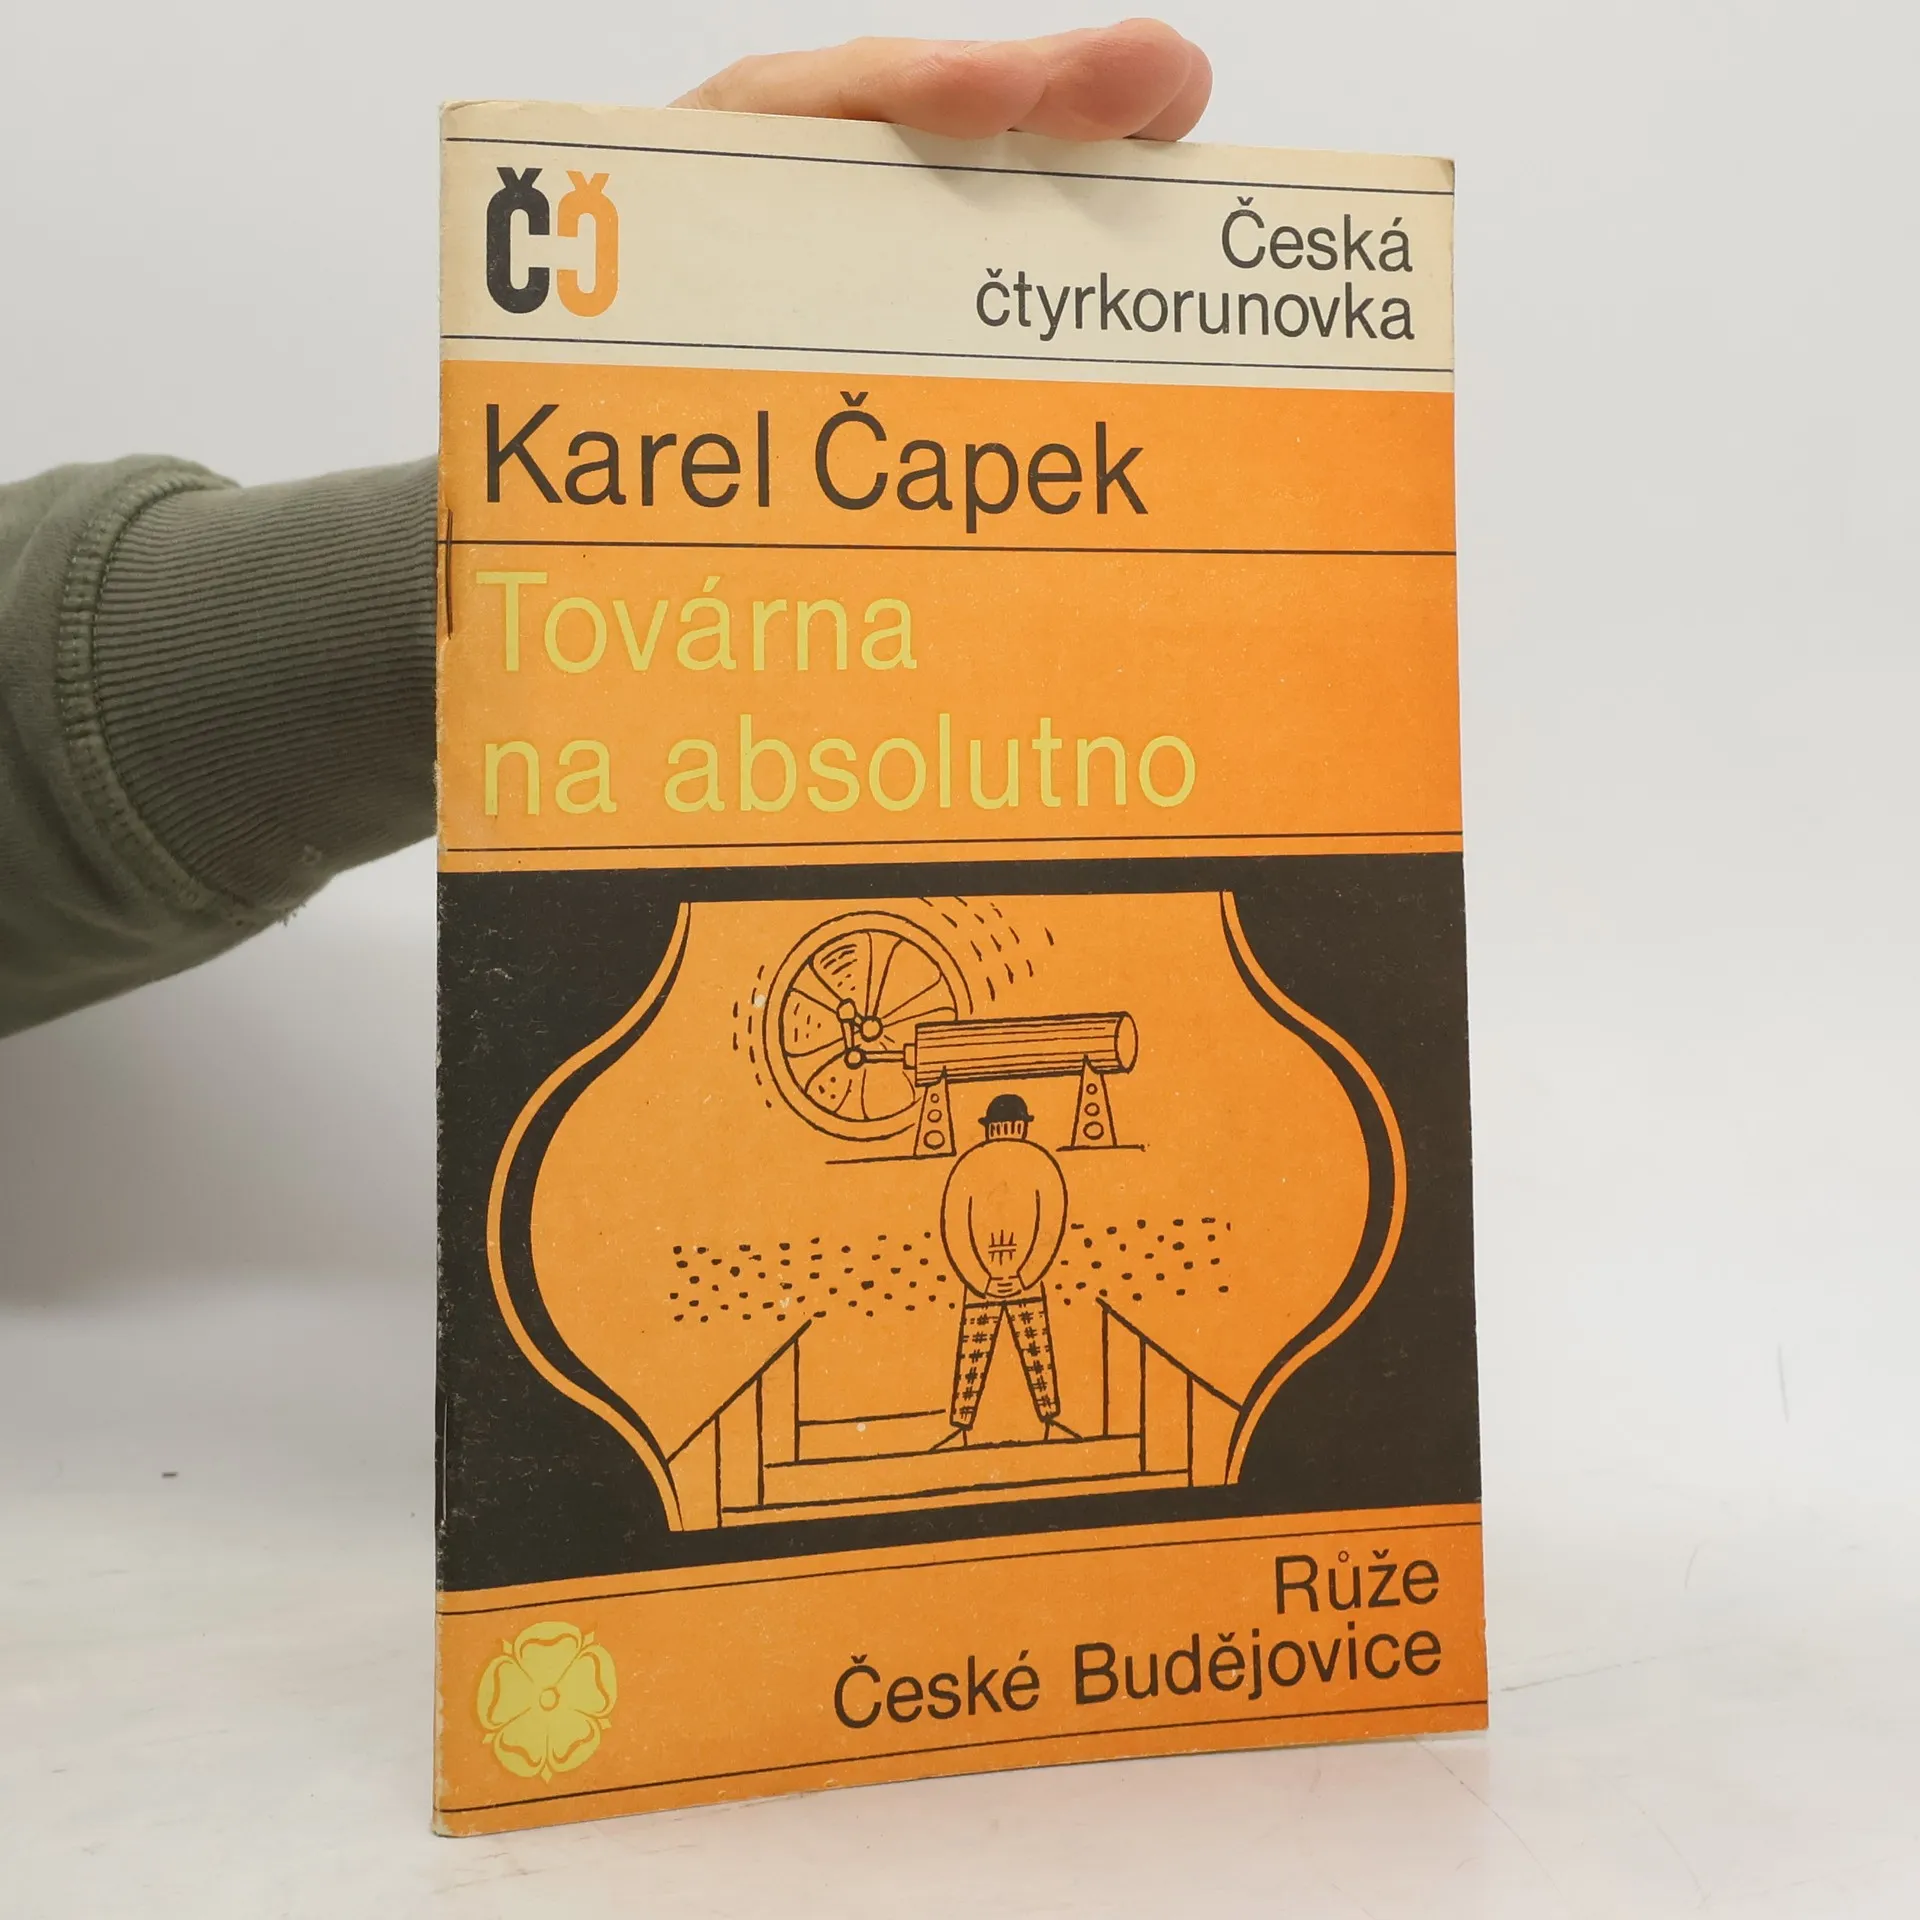 ČČ
Česká
čtyrkorunovka
Karel Čapek
Továrna
na absolutno
Růže
České Budějovice